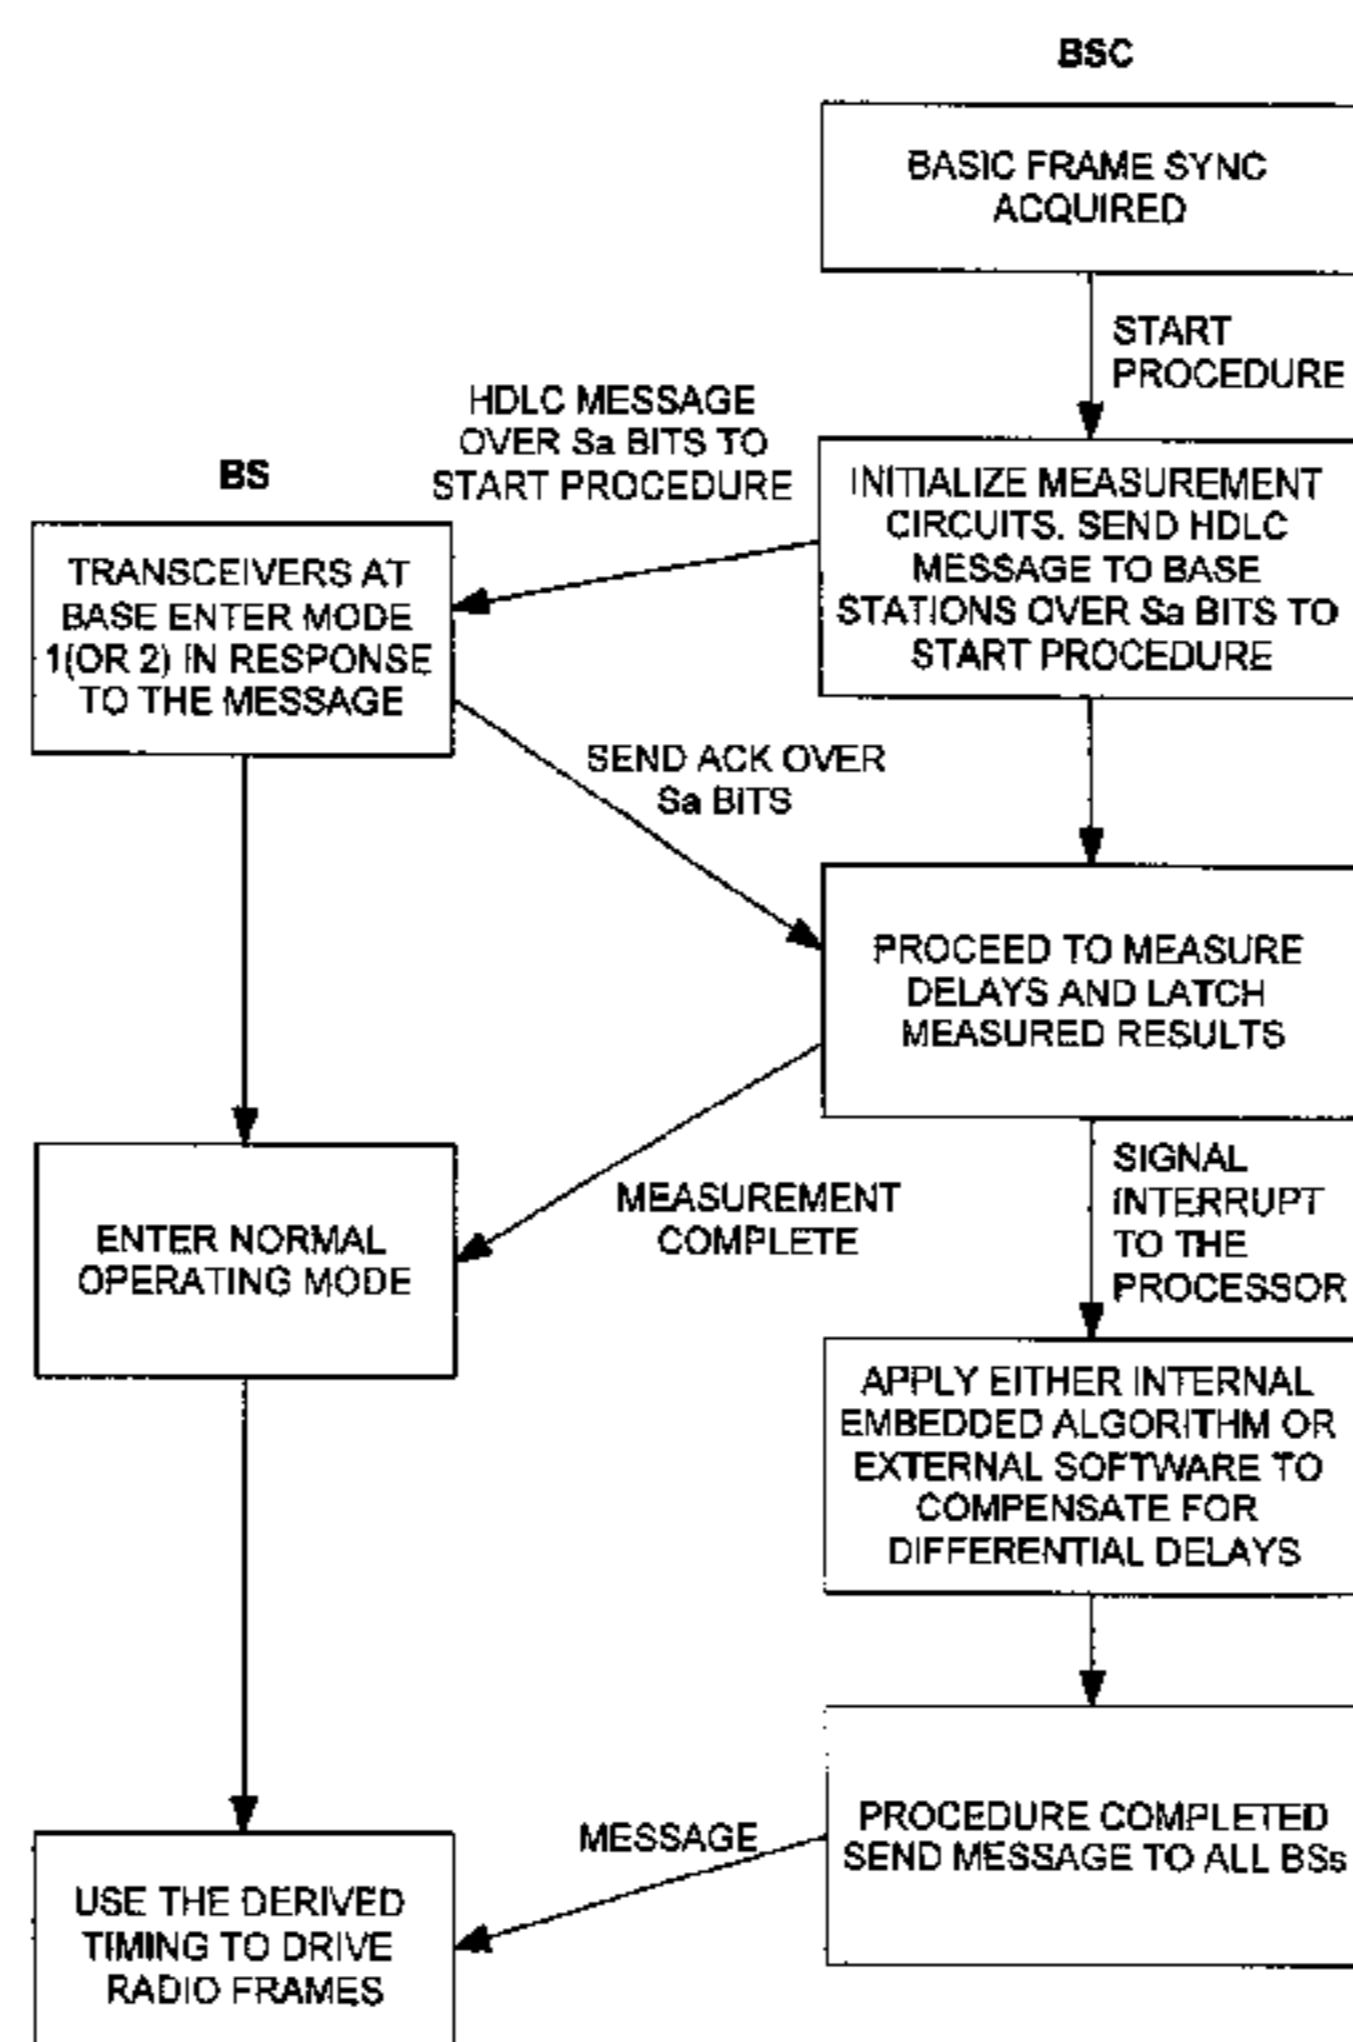 BSC
BASIC FRAME SYNC
ACQUIRED
START
PROCEDURE
HDLC MESSAGE
OVER Sa BITS TO
START PROCEDURE
BS
INITIALIZE MEASUREMENT
CIRCUITS. SEND HDLC
MESSAGE TO BASE
STATIONS OVER Sa BITS TO
START PROCEDURE
TRANSCEIVERS AT
BASE ENTER MODE
1(OR 2) IN RESPONSE
TO THE MESSAGE
SEND ACK OVER
Sa BITS
PROCEED TO MEASURE
DELAYS AND LATCH
MEASURED RESULTS
MEASUREMENT
COMPLETE
SIGNAL
INTERRUPT
TO THE
PROCESSOR
ENTER NORMAL
OPERATING MODE
APPLY EITHER INTERNAL
EMBEDDED ALGORITHM OR
EXTERNAL SOFTWARE TO
COMPENSATE FOR
DIFFERENTIAL DELAYS
PROCEDURE COMPLETED
SEND MESSAGE TO ALL BSs
MESSAGE
USE THE DERIVED
TIMING TO DRIVE
RADIO FRAMES